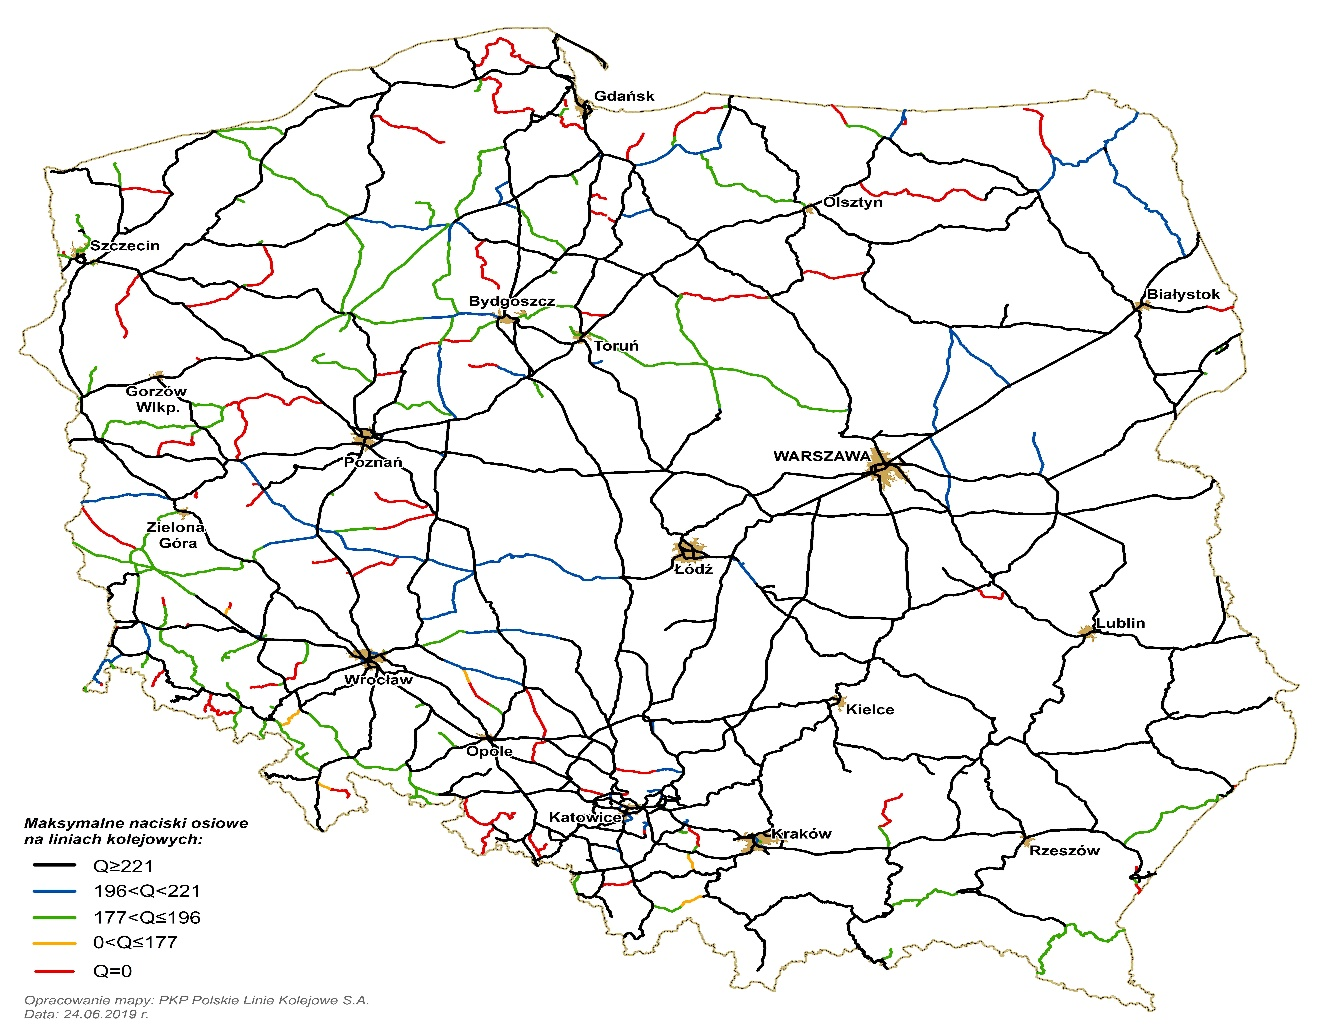 Gdańsk
Olsztyn
Szczecin
Białystok
Bydgoszcz
Toruń
Gorzów
Wlkp.
WARSZAWA
Poznań
Zielona
Góra
Łódź
Lublin
Wrocław
Kielce
Opole
Katowice
Kraków
Rzeszów
Maksymalne naciski osiowe
na liniach kolejowych:
Q≥221
196<Q<221
177<Q≤196
0<Q≤177
Q=0
Opracowanie mapy: PKP Polskie Linie Kolejowe S.A.
Data: 24.06.2019 r.